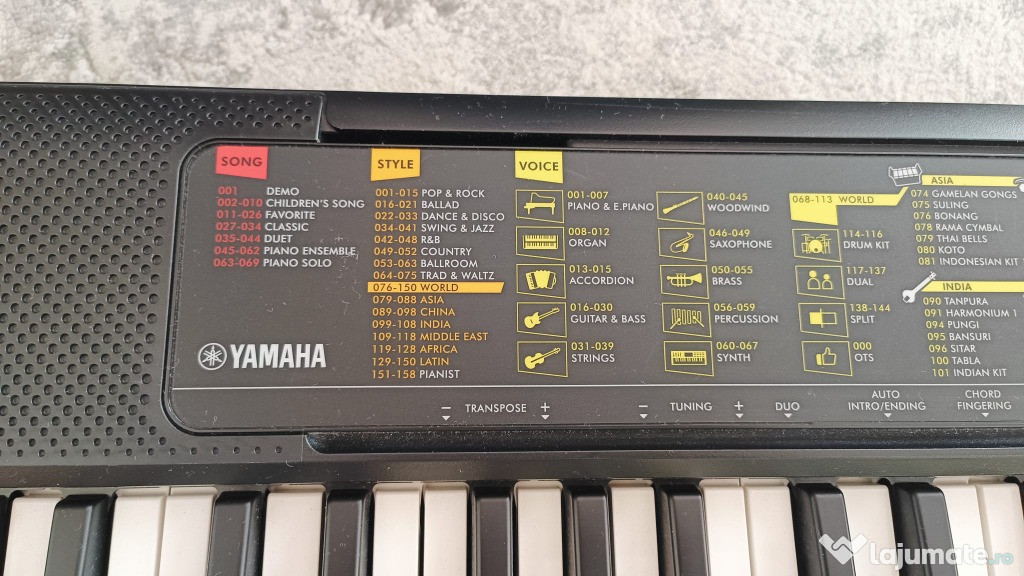 SONG
001 DEMO
002-010 CHILDREN'S SONG
011-026 FAVORITE
027-034 CLASSIC
035-044 DUET
045-062 PIANO ENSEMBLE
063-069 PIANO SOLO
YAMAHA
STYLE
001-015 POP & ROCK
016-021 BALLAD
022-033 DANCE & DISCO
034-041 SWING & JAZZ
042-048 R&B
049-052 COUNTRY
053-063 BALLROOM
064-075 TRAD & WALTZ
076-150 WORLD
079-088 ASIA
089-098 CHINA
099-108 INDIA
109-118 MIDDLE EAST
119-128 AFRICA
129-150 LATIN
151-158 PIANIST
VOICE
001-007
PIANO & E.PIANO
008-012
ORGAN
013-015
ACCORDION
016-030
GUITAR & BASS
031-039
STRINGS
040-045
WOODWIND
046-049
SAXOPHONE
050-055
BRASS
056-059
PERCUSSION
060-067
SYNTH
068-113 WORLD
114-116
DRUM KIT
117-137
DUAL
138-144
SPLIT
000
OTS
ASIA
074 GAMELAN GONGS
075 SULING
076 BONANG
078 RAMA CYMBAL
079 THAI BELLS
080 KOTO
081 INDONESIAN KIT 1
INDIA
090 TANPURA
091 HARMONIUM 1
094 PUNGI
095 BANSURI
096 SITAR
100 TABLA
101 INDIAN KIT
− TRANSPOSE +
− TUNING +
DUO
AUTO
INTRO/ENDING
CHORD
FINGERING
lajumate.ro